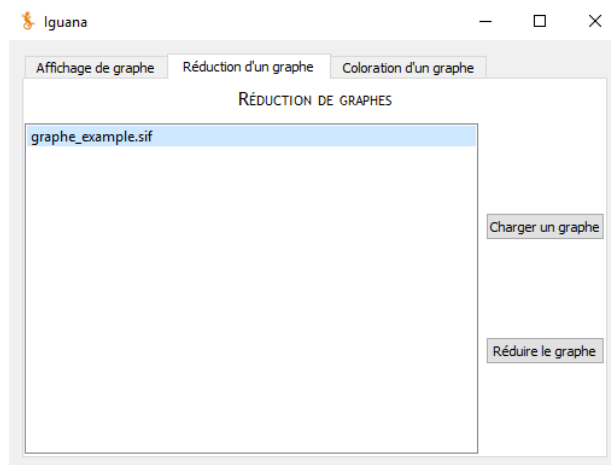 Iguana
Affichage de graphe Réduction d'un graphe Coloration d'un graphe
RÉDUCTION DE GRAPHES
graphe_example.sif
Charger un graphe
Réduire le graphe